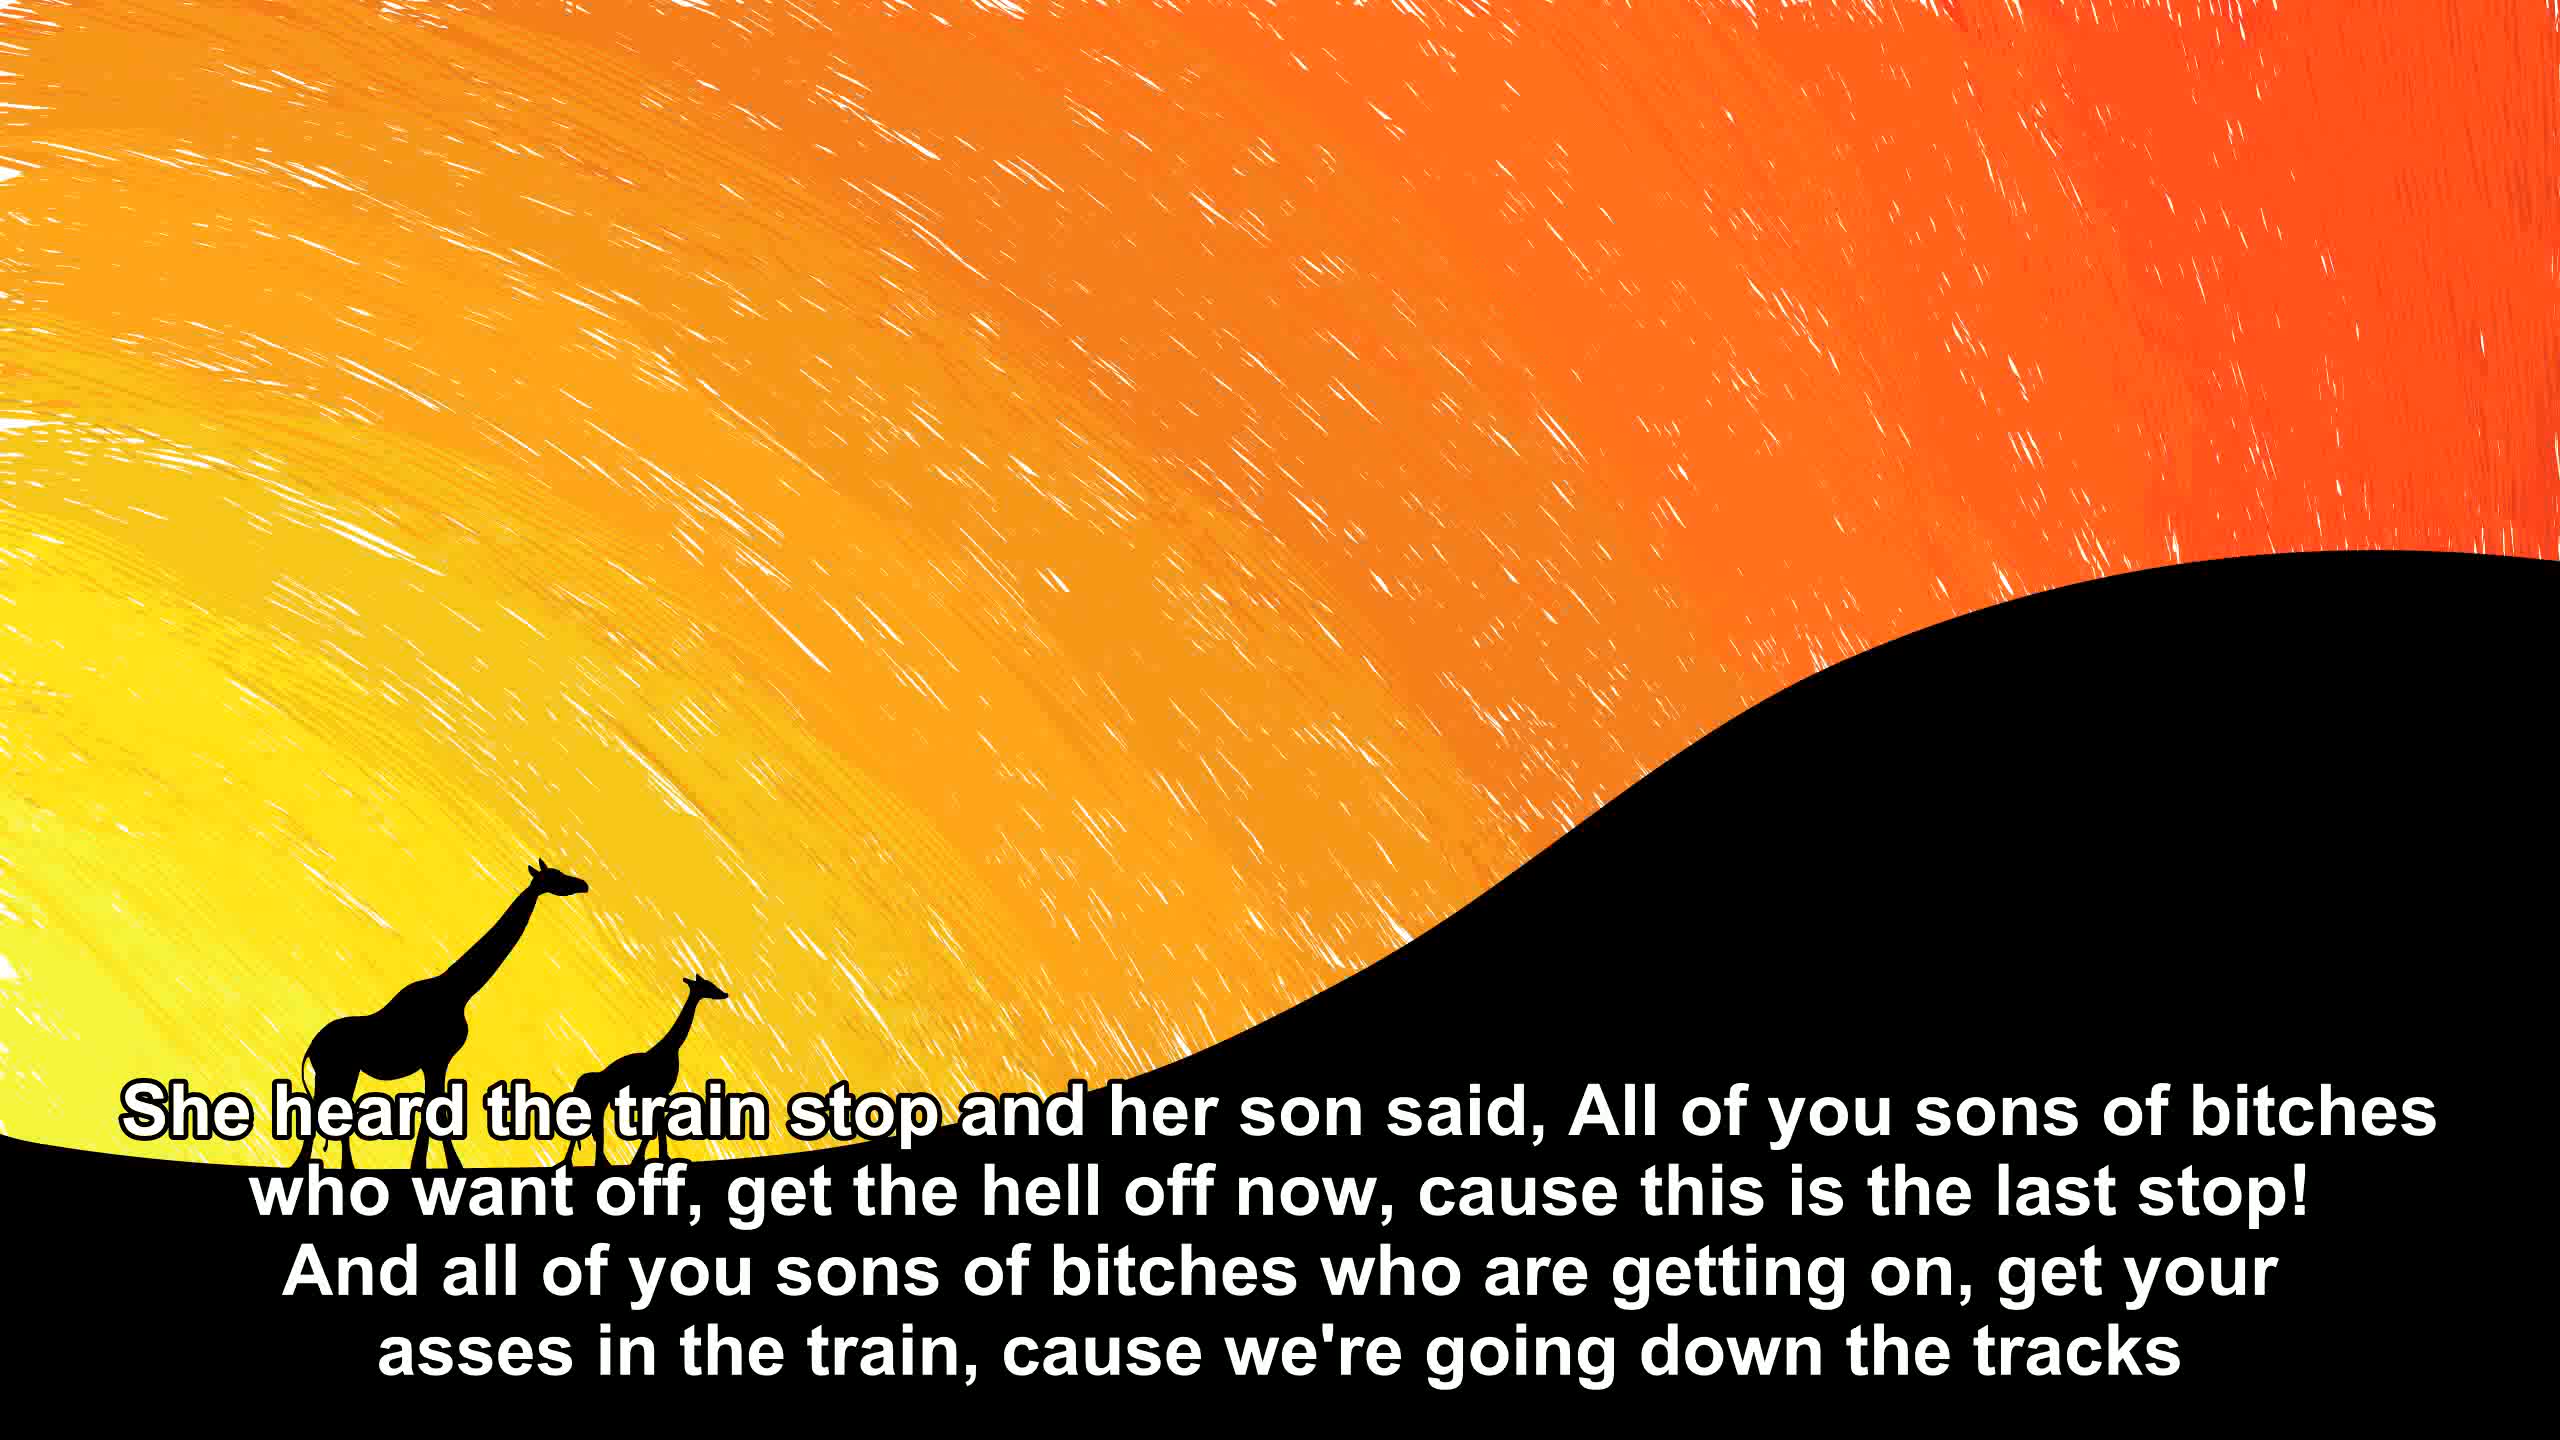 She heard the train stop and her son said, All of you sons of bitches
who want off, get the hell off now, cause this is the last stop!
And all of you sons of bitches who are getting on, get your
asses in the train, cause we're going down the tracks